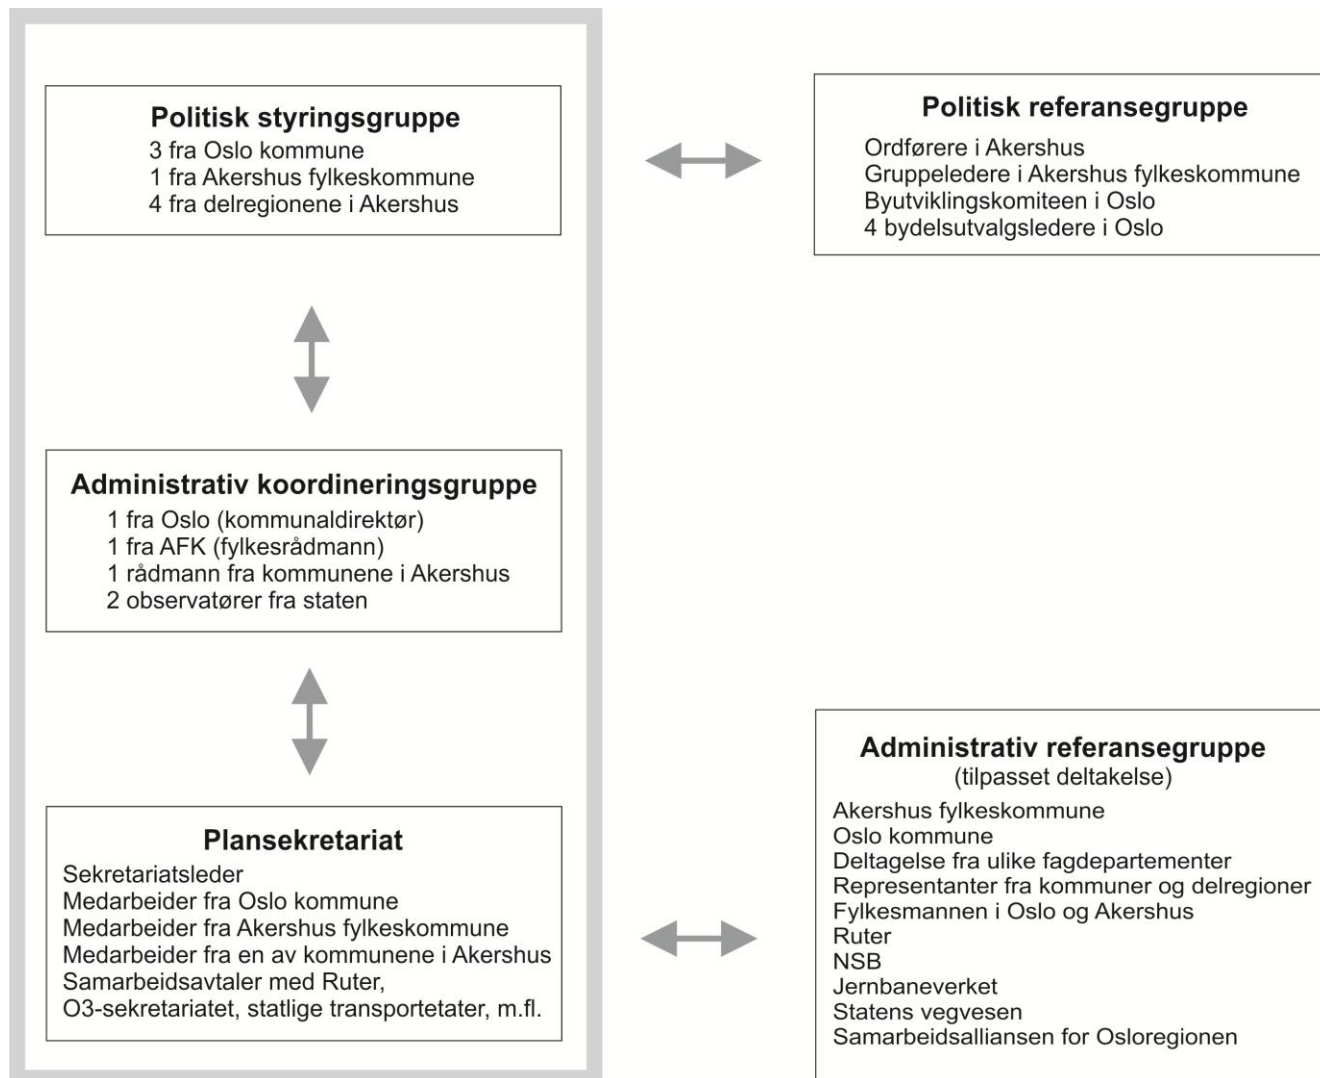 Politisk styringsgruppe
3 fra Oslo kommune
1 fra Akershus fylkeskommune
4 fra delregionene i Akershus
Politisk referansegruppe
Ordførere i Akershus
Gruppeledere i Akershus fylkeskommune
Byutviklingskomiteen i Oslo
4 bydelsutvalgsledere i Oslo
Administrativ koordineringsgruppe
1 fra Oslo (kommunaldirektør)
1 fra AFK (fylkesrådmann)
1 rådmann fra kommunene i Akershus
2 observatører fra staten
Plansekretariat
Sekretariatsleder
Medarbeider fra Oslo kommune
Medarbeider fra Akershus fylkeskommune
Medarbeider fra en av kommunene i Akershus
Samarbeidsavtaler med Ruter,
O3-sekretariatet, statlige transportetater, m.fl.
Administrativ referansegruppe
(tilpasset deltakelse)
Akershus fylkeskommune
Oslo kommune
Deltagelse fra ulike fagdepartementer
Representanter fra kommuner og delregioner
Fylkesmannen i Oslo og Akershus
Ruter
NSB
Jernbaneverket
Statens vegvesen
Samarbeidsalliansen for Osloregionen